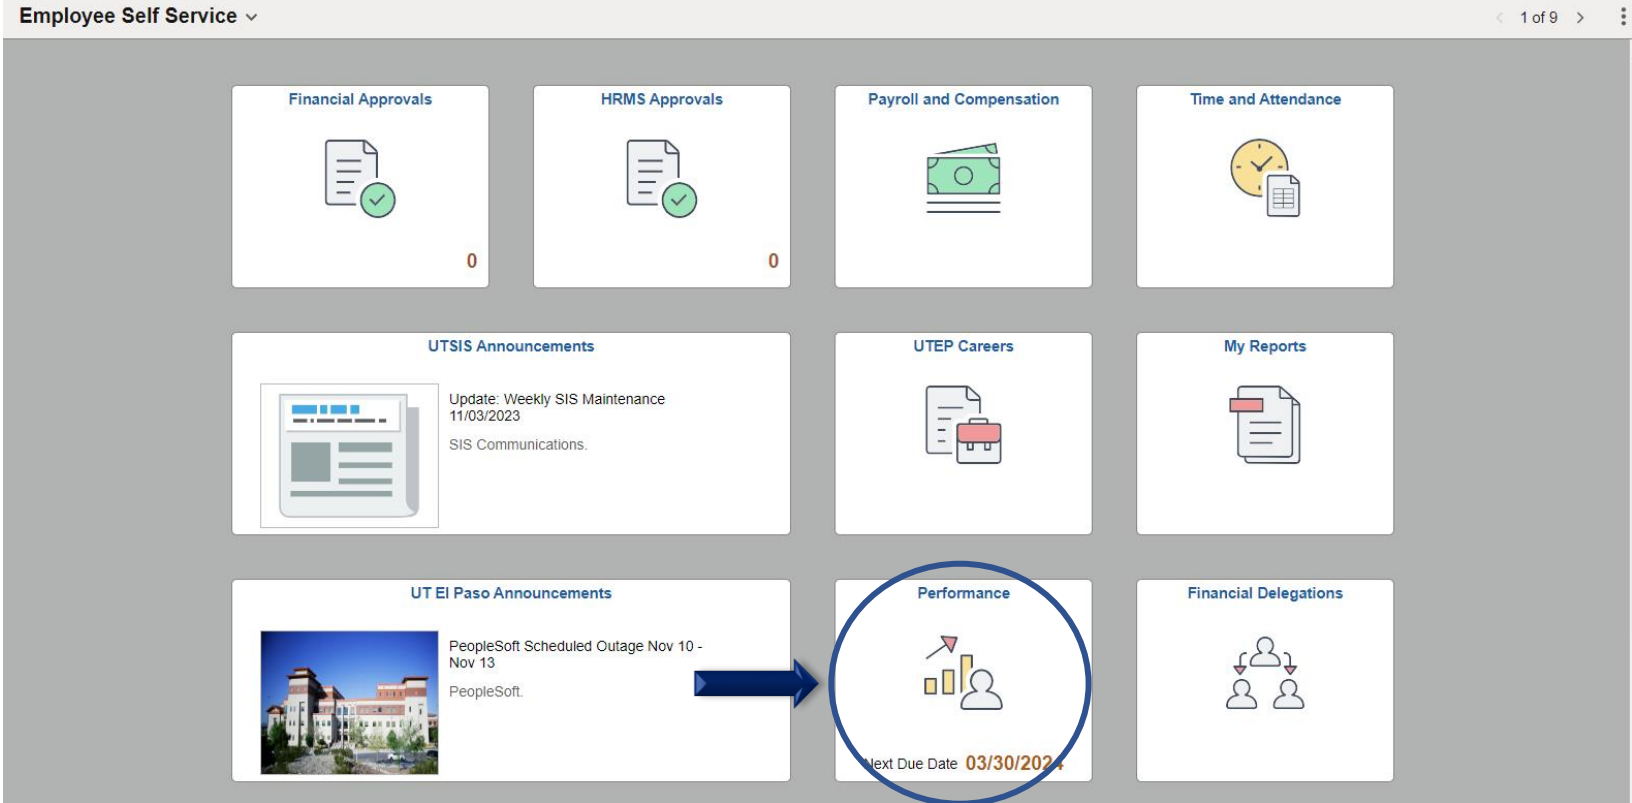 Employee Self Service
1 of 9
Financial Approvals
0
HRMS Approvals
0
Payroll and Compensation
Time and Attendance
UTSIS Announcements
Update: Weekly SIS Maintenance
11/03/2023
SIS Communications.
UTEP Careers
My Reports
UT El Paso Announcements
PeopleSoft Scheduled Outage Nov 10 -
Nov 13
PeopleSoft.
Performance
Next Due Date 03/30/2024
Financial Delegations